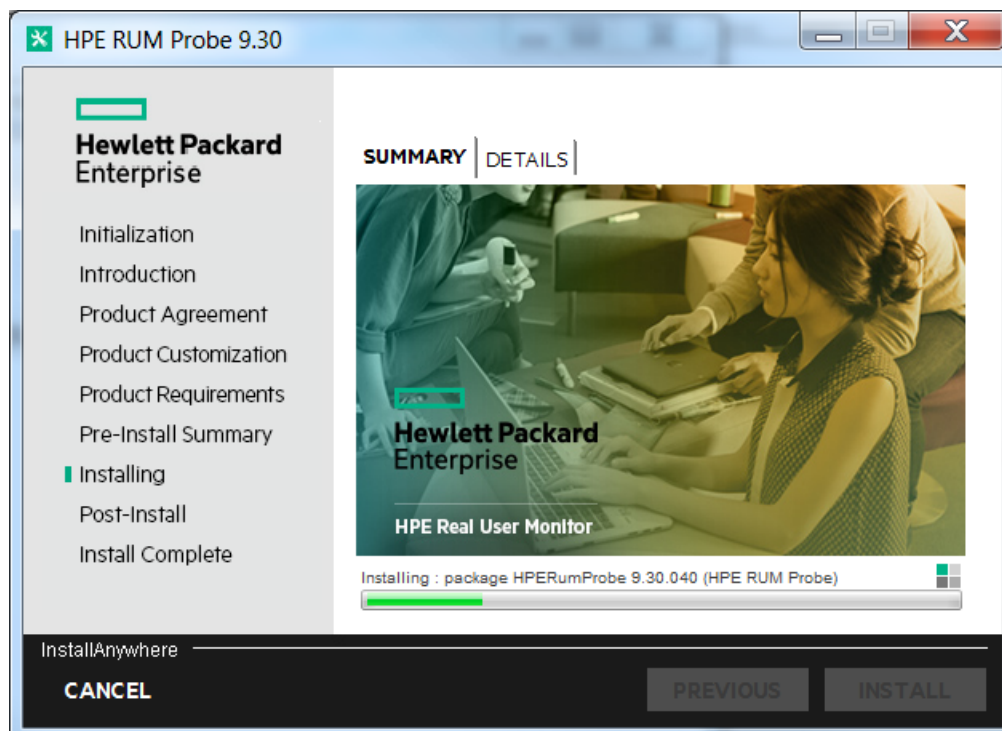 HPE RUM Probe 9.30
Hewlett Packard
Enterprise
Initialization
Introduction
Product Agreement
Product Customization
Product Requirements
Pre-Install Summary
Installing
Post-Install
Install Complete
SUMMARY DETAILS
Hewlett Packard
Enterprise
HPE Real User Monitor
Installing : package HPERumProbe 9.30.040 (HPE RUM Probe)
InstallAnywhere
CANCEL PREVIOUS INSTALL